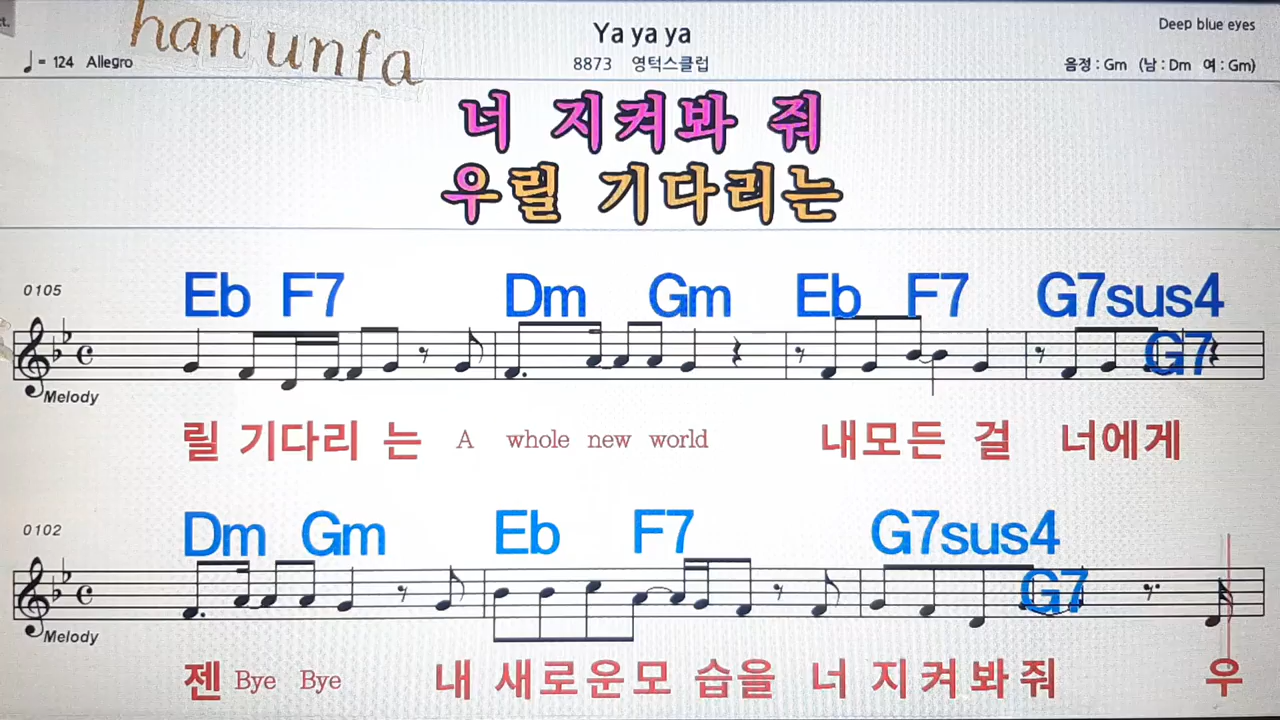 han unfa
Ya ya ya
Deep blue eyes
= 124 Allegro
8873 영턱스클럽
음정 : Gm (남 : Dm 여 : Gm)
너 지켜봐 줘
우릴 기다리는
0105
Eb F7 Dm Gm Eb F7 G7sus4
G7
Melody
릴 기다리 는 A whole new world 내모든 걸 너에게
0102
Dm Gm Eb F7 G7sus4
G7
Melody
젠 Bye Bye 내 새로운모 습을 너 지켜봐줘 우